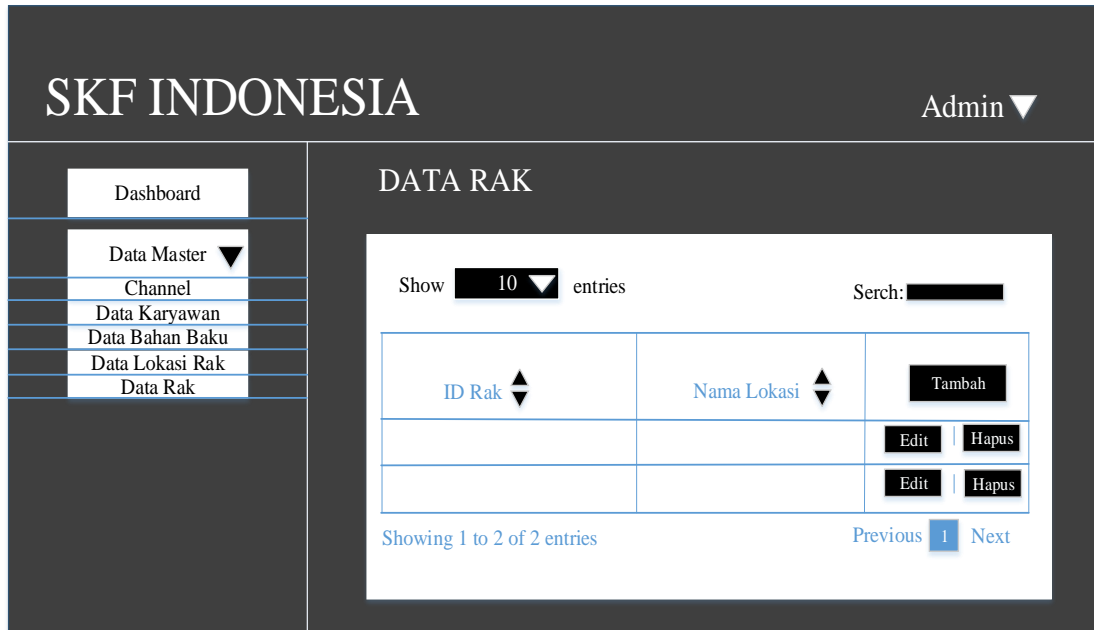 SKF INDONESIA
Admin
Dashboard
Data Master
Channel
Data Karyawan
Data Bahan Baku
Data Lokasi Rak
Data Rak
DATA RAK
Show 10 entries
Serch:
ID Rak Nama Lokasi Tambah
Edit | Hapus
Edit | Hapus
Showing 1 to 2 of 2 entries
Previous 1 Next